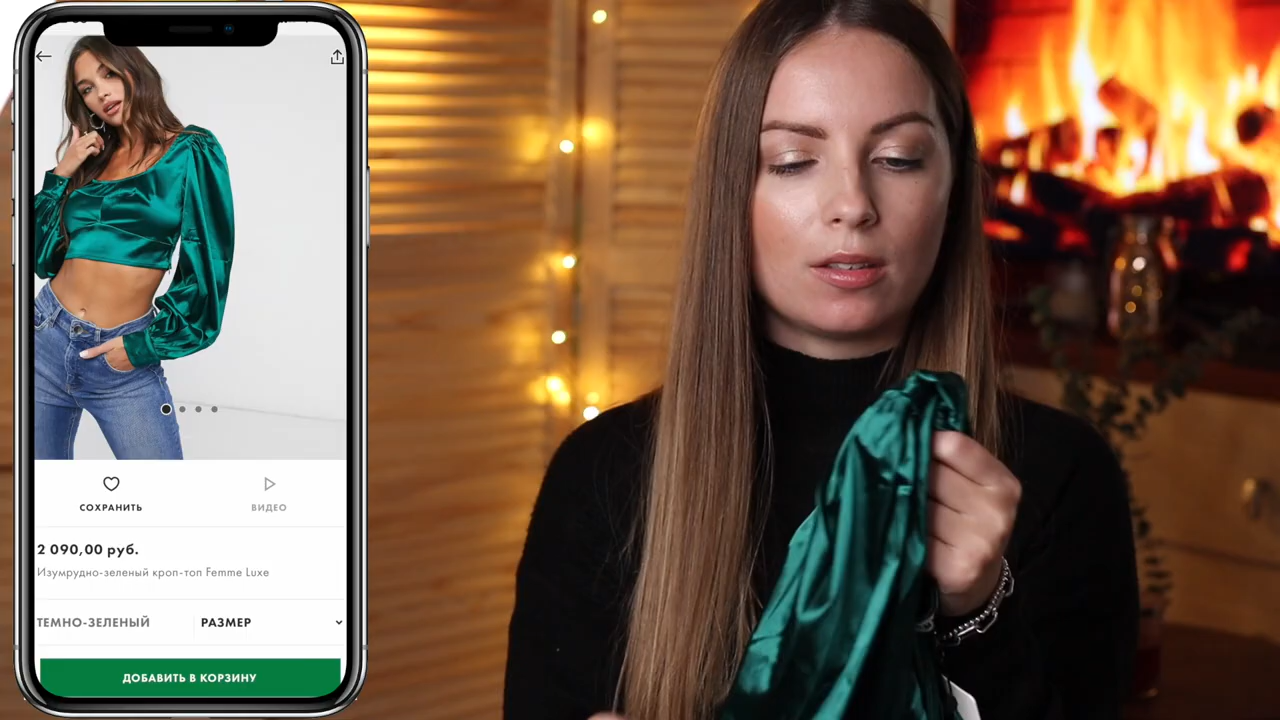 СОХРАНИТЬ
ВИДЕО
2 090,00 руб.
Изумрудно-зеленый кроп-топ Femme Luxe
ТЕМНО-ЗЕЛЕНЫЙ
РАЗМЕР
ДОБАВИТЬ В КОРЗИНУ